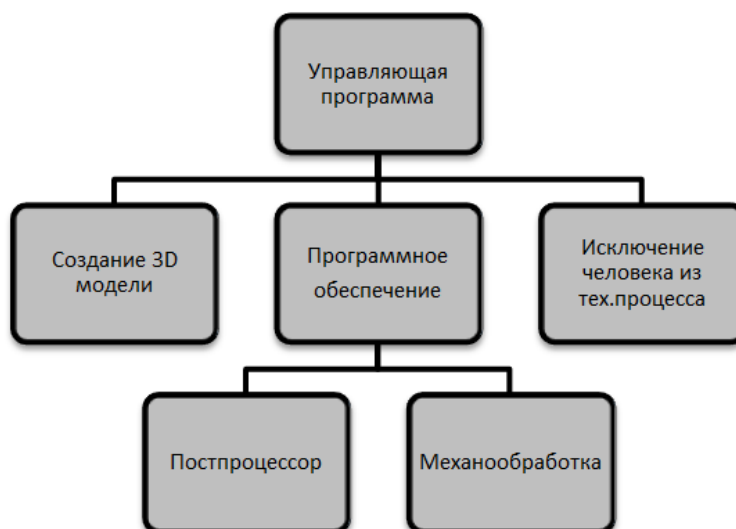 Управляющая
программа
Создание 3D
модели
Программное
обеспечение
Исключение
человека из
тех.процесса
Постпроцессор
Механообработка